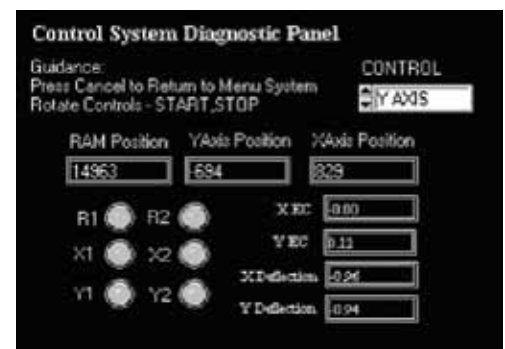 Control System Diagnostic Panel
Guidance:
Press Cancel to Return to Menu System
Rotate Controls - START,STOP
CONTROL
Y AXIS
RAM Position YAxis Position XAxis Position
14963 -694 829
R1 R2
X1 X2
Y1 Y2
X EC -0.00
Y EC 0.22
X Deflection -0.96
Y Deflection -0.94